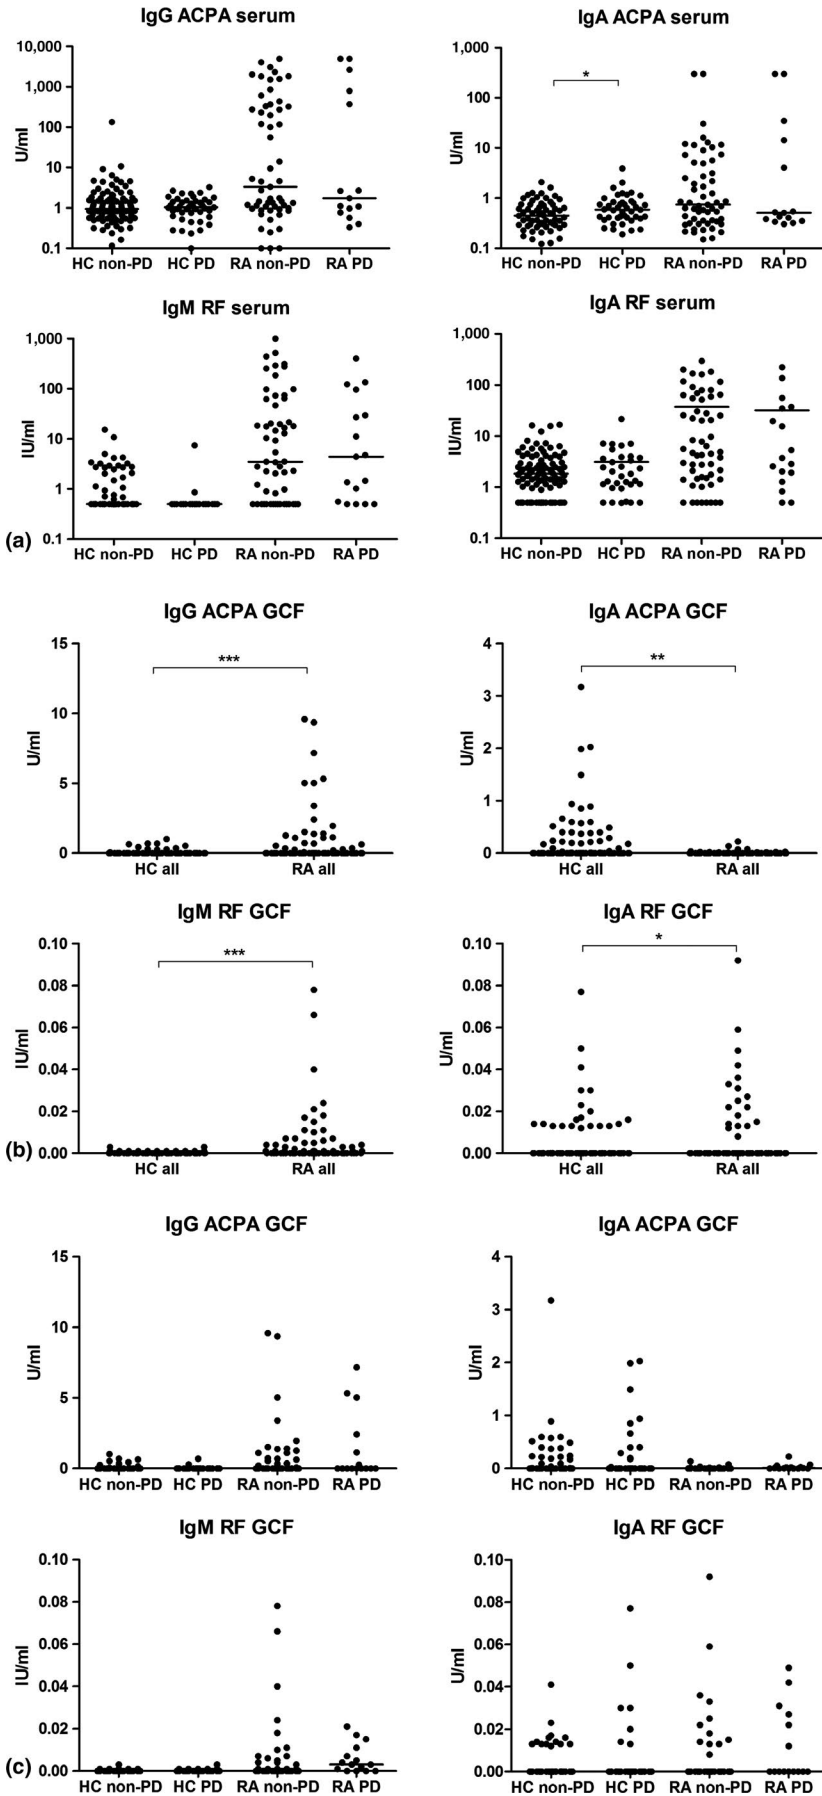 IgG ACPA serum
U/ml
10,000
1,000
100
10
1
0.1
HC non-PD HC PD RA non-PD RA PD
IgA ACPA serum
U/ml
1,000
100
10
1
0.1
*
HC non-PD HC PD RA non-PD RA PD
IgM RF serum
IU/ml
1,000
100
10
1
0.1
HC non-PD HC PD RA non-PD RA PD
IgA RF serum
IU/ml
1,000
100
10
1
0.1
HC non-PD HC PD RA non-PD RA PD
(a)
IgG ACPA GCF
U/ml
15
10
5
0
***
HC all RA all
IgA ACPA GCF
U/ml
4
3
2
1
0
**
HC all RA all
IgM RF GCF
IU/ml
0.10
0.08
0.06
0.04
0.02
0.00
***
HC all RA all
IgA RF GCF
U/ml
0.10
0.08
0.06
0.04
0.02
0.00
*
HC all RA all
(b)
IgG ACPA GCF
U/ml
15
10
5
0
HC non-PD HC PD RA non-PD RA PD
IgA ACPA GCF
U/ml
4
3
2
1
0
HC non-PD HC PD RA non-PD RA PD
IgM RF GCF
IU/ml
0.10
0.08
0.06
0.04
0.02
0.00
HC non-PD HC PD RA non-PD RA PD
IgA RF GCF
U/ml
0.10
0.08
0.06
0.04
0.02
0.00
HC non-PD HC PD RA non-PD RA PD
(c)